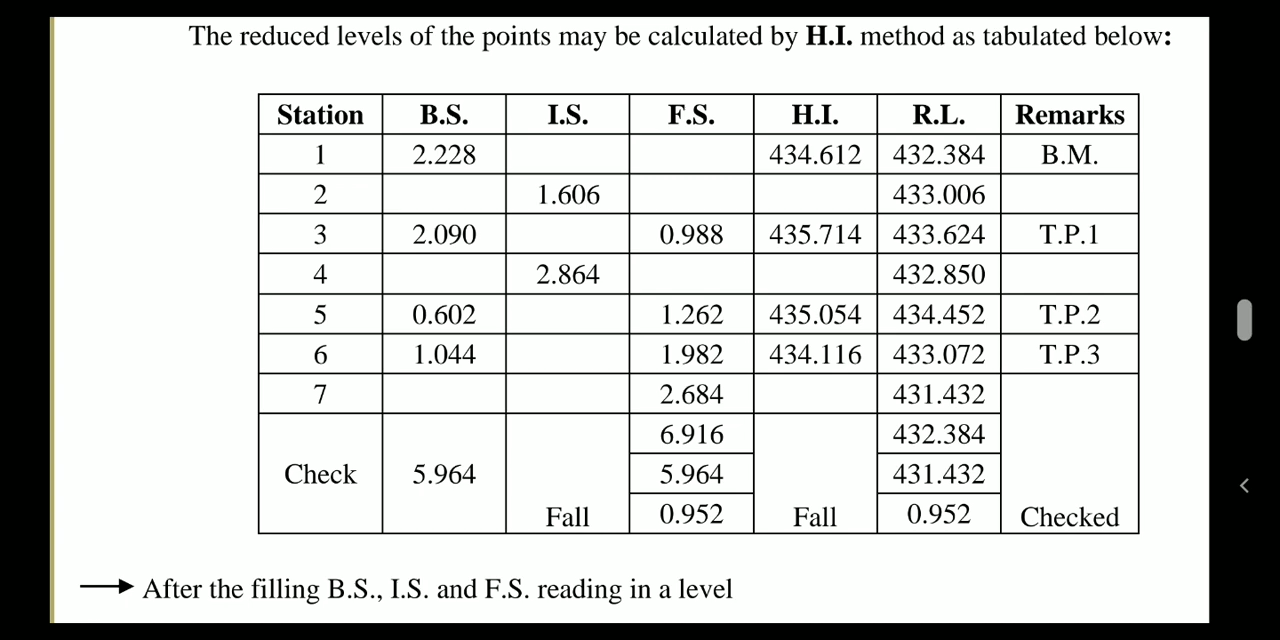 The reduced levels of the points may be calculated by H.I. method as tabulated below:
Station B.S. I.S. F.S. H.I. R.L. Remarks
1 2.228 434.612 432.384 B.M.
2 1.606 433.006
3 2.090 0.988 435.714 433.624 T.P.1
4 2.864 432.850
5 0.602 1.262 435.054 434.452 T.P.2
6 1.044 1.982 434.116 433.072 T.P.3
7 2.684 431.432
6.916 432.384
Check 5.964 5.964 431.432
Fall 0.952 Fall 0.952 Checked
After the filling B.S., I.S. and F.S. reading in a level